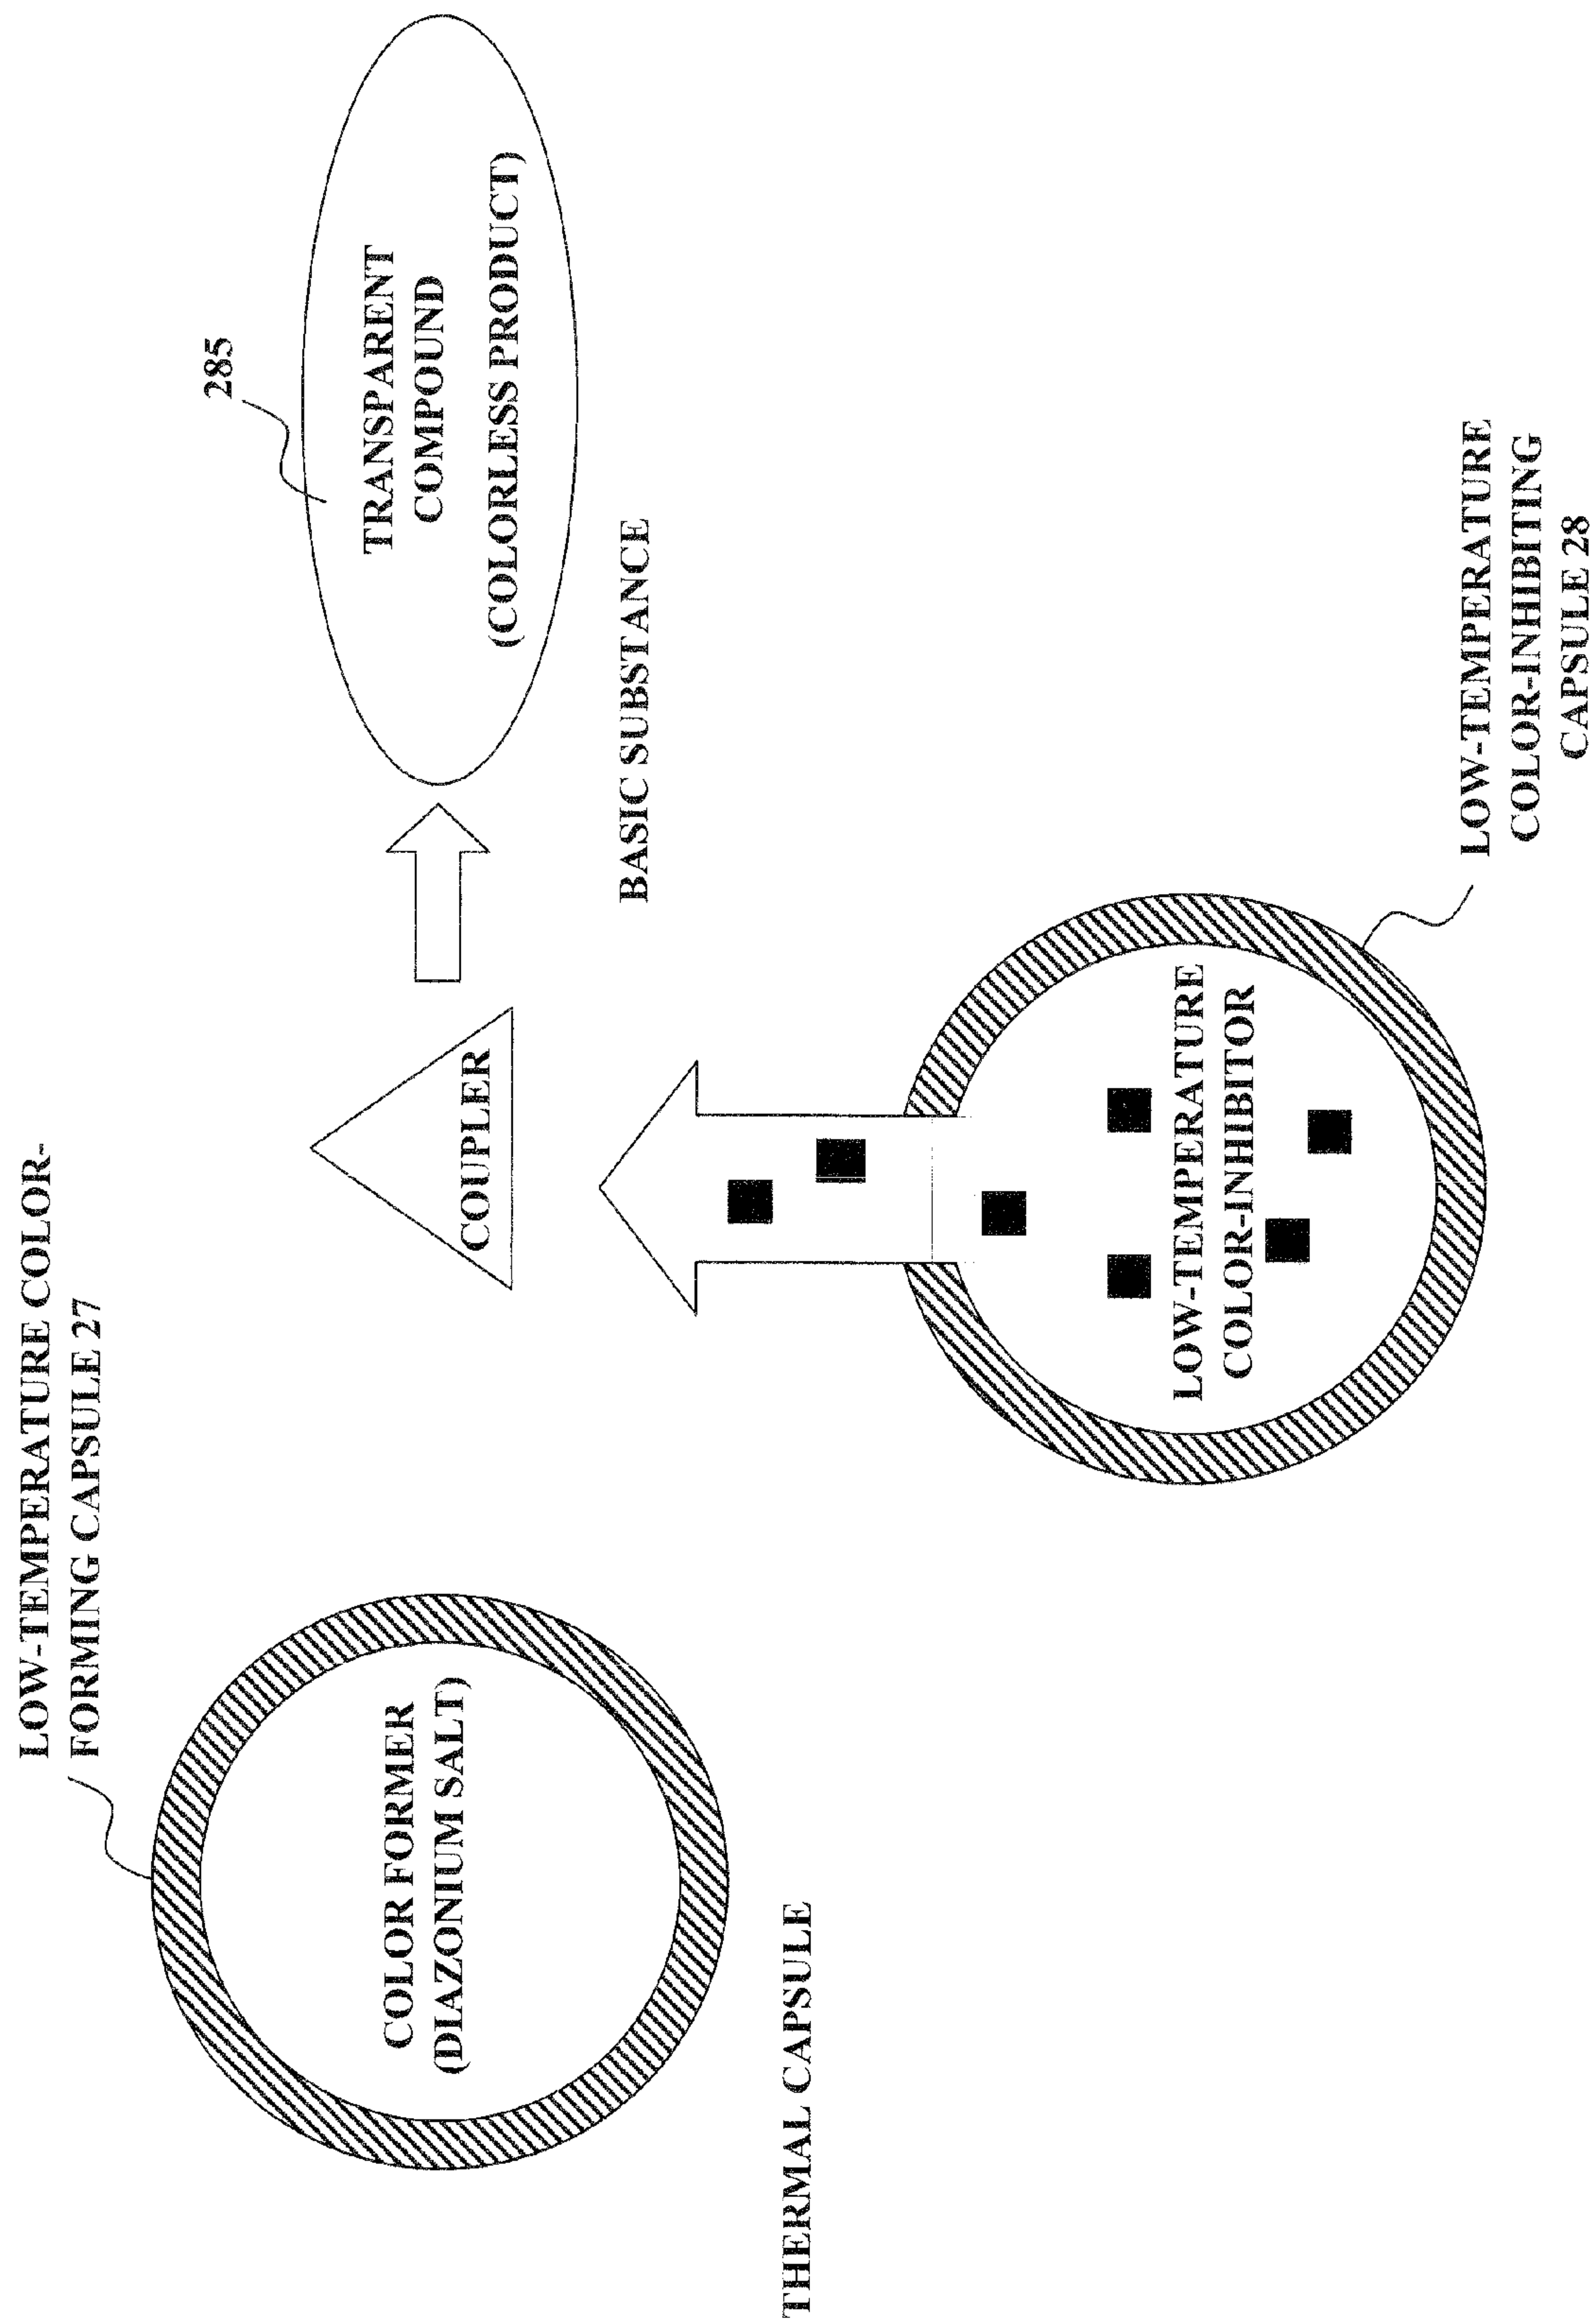 LOW-TEMPERATURE COLOR-
FORMING CAPSULE 27
COLOR FORMER
(DIAZONIUM SALT)
THERMAL CAPSULE
COUPLER
285
TRANSPARENT
COMPOUND
(COLORLESS PRODUCT)
BASIC SUBSTANCE
LOW-TEMPERATURE
COLOR-INHIBITOR
LOW-TEMPERATURE
COLOR-INHIBITING
CAPSULE 28